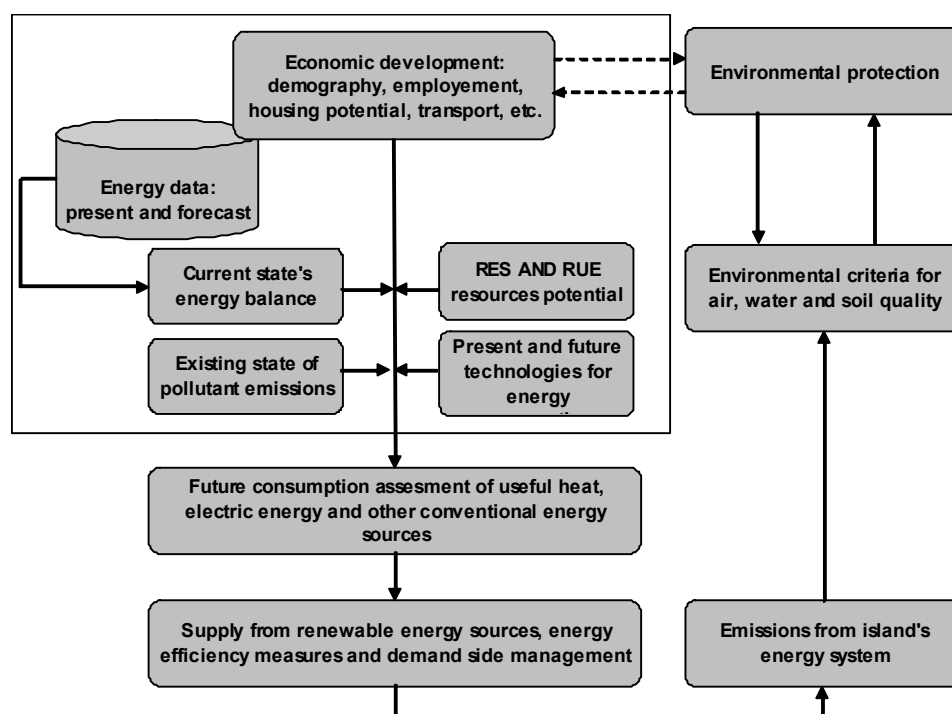 Economic development:
demography, employement,
housing potential, transport, etc.
Environmental protection
Energy data:
present and forecast
Current state's
energy balance
RES AND RUE
resources potential
Environmental criteria for
air, water and soil quality
Existing state of
pollutant emissions
Present and future
technologies for
energy
Future consumption assesment of useful heat,
electric energy and other conventional energy
sources
Supply from renewable energy sources, energy
efficiency measures and demand side management
Emissions from island's
energy system